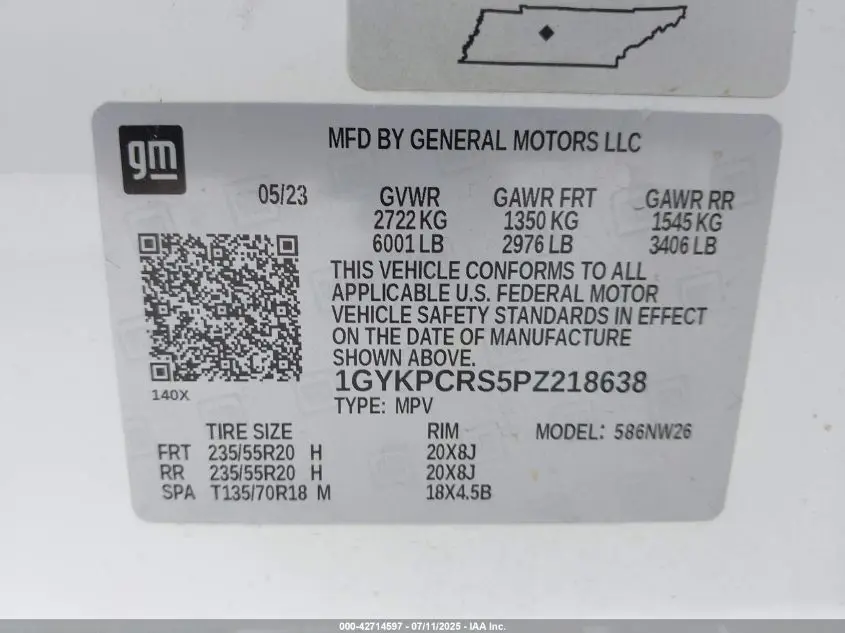 gm
MFD BY GENERAL MOTORS LLC
05/23 GVWR GAWR FRT GAWR RR
2722 KG 1350 KG 1545 KG
6001 LB 2976 LB 3406 LB
THIS VEHICLE CONFORMS TO ALL
APPLICABLE U.S. FEDERAL MOTOR
VEHICLE SAFETY STANDARDS IN EFFECT
ON THE DATE OF MANUFACTURE
SHOWN ABOVE.
1GYKPCRS5PZ218638
140X
TYPE: MPV
TIRE SIZE RIM MODEL: 586NW26
FRT 235/55R20 H 20X8J
RR 235/55R20 H 20X8J
SPA T135/70R18 M 18X4.5B
000-42714597 - 07/11/2025 - IAA Inc.